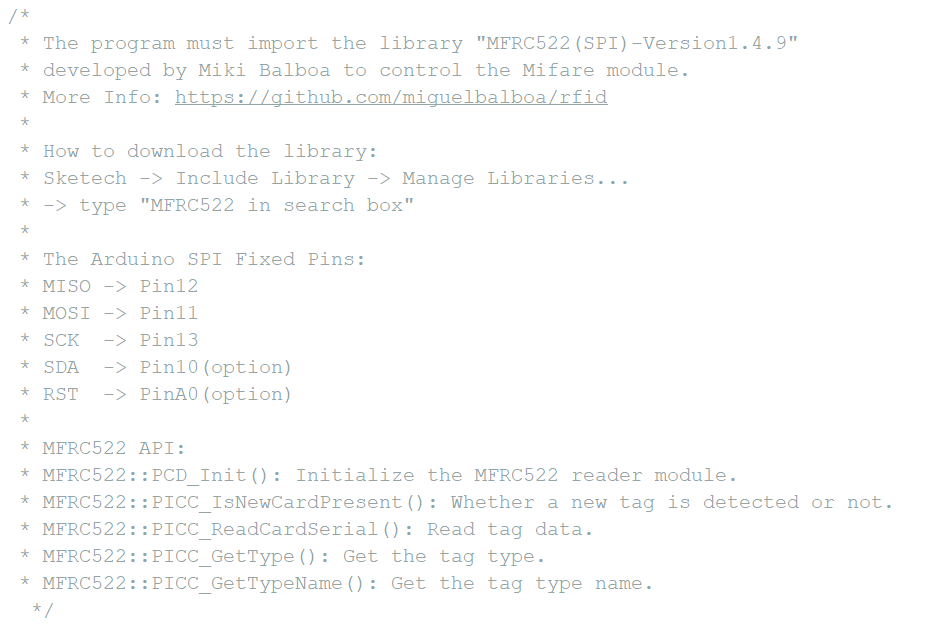 /*
 * The program must import the library "MFRC522(SPI)-Version1.4.9"
 * developed by Miki Balboa to control the Mifare module.
 * More Info: https://github.com/miguelbalboa/rfid
 *
 * How to download the library:
 * Sketech -> Include Library -> Manage Libraries...
 * -> type "MFRC522 in search box"
 *
 * The Arduino SPI Fixed Pins:
 * MISO -> Pin12
 * MOSI -> Pin11
 * SCK  -> Pin13
 * SDA  -> Pin10(option)
 * RST  -> PinA0(option)
 *
 * MFRC522 API:
 * MFRC522::PCD_Init(): Initialize the MFRC522 reader module.
 * MFRC522::PICC_IsNewCardPresent(): Whether a new tag is detected or not.
 * MFRC522::PICC_ReadCardSerial(): Read tag data.
 * MFRC522::PICC_GetType(): Get the tag type.
 * MFRC522::PICC_GetTypeName(): Get the tag type name.
  */